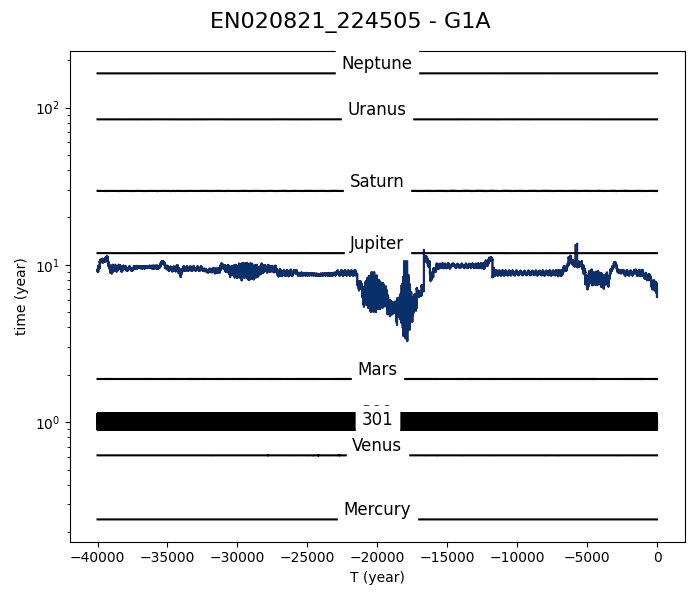 EN020821_224505 - G1A
Neptune
Uranus
Saturn
Jupiter
Mars
301
Venus
Mercury
10²
10¹
10⁰
time (year)
−40000 −35000 −30000 −25000 −20000 −15000 −10000 −5000 0
T (year)